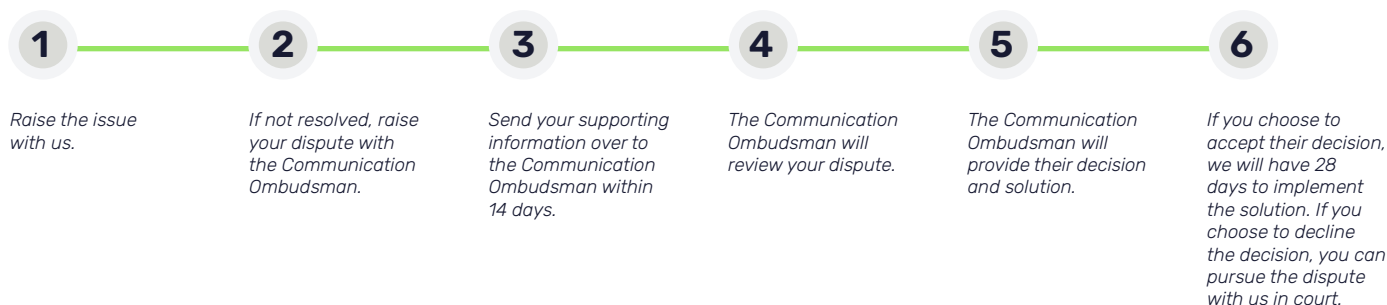 1
2
3
4
5
6
Raise the issue
with us.
If not resolved, raise
your dispute with
the Communication
Ombudsman.
Send your supporting
information over to
the Communication
Ombudsman within
14 days.
The Communication
Ombudsman will
review your dispute.
The Communication
Ombudsman will
provide their decision
and solution.
If you choose to
accept their decision,
we will have 28
days to implement
the solution. If you
choose to decline
the decision, you can
pursue the dispute
with us in court.